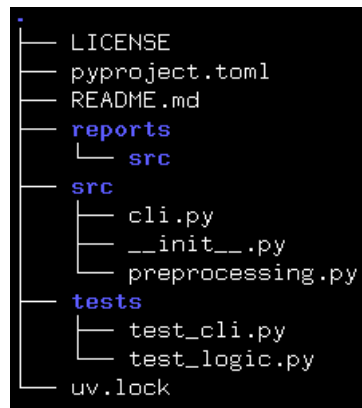 .
├── LICENSE
├── pyproject.toml
├── README.md
├── reports
│   └── src
├── src
│   ├── cli.py
│   ├── __init__.py
│   └── preprocessing.py
├── tests
│   ├── test_cli.py
│   └── test_logic.py
└── uv.lock